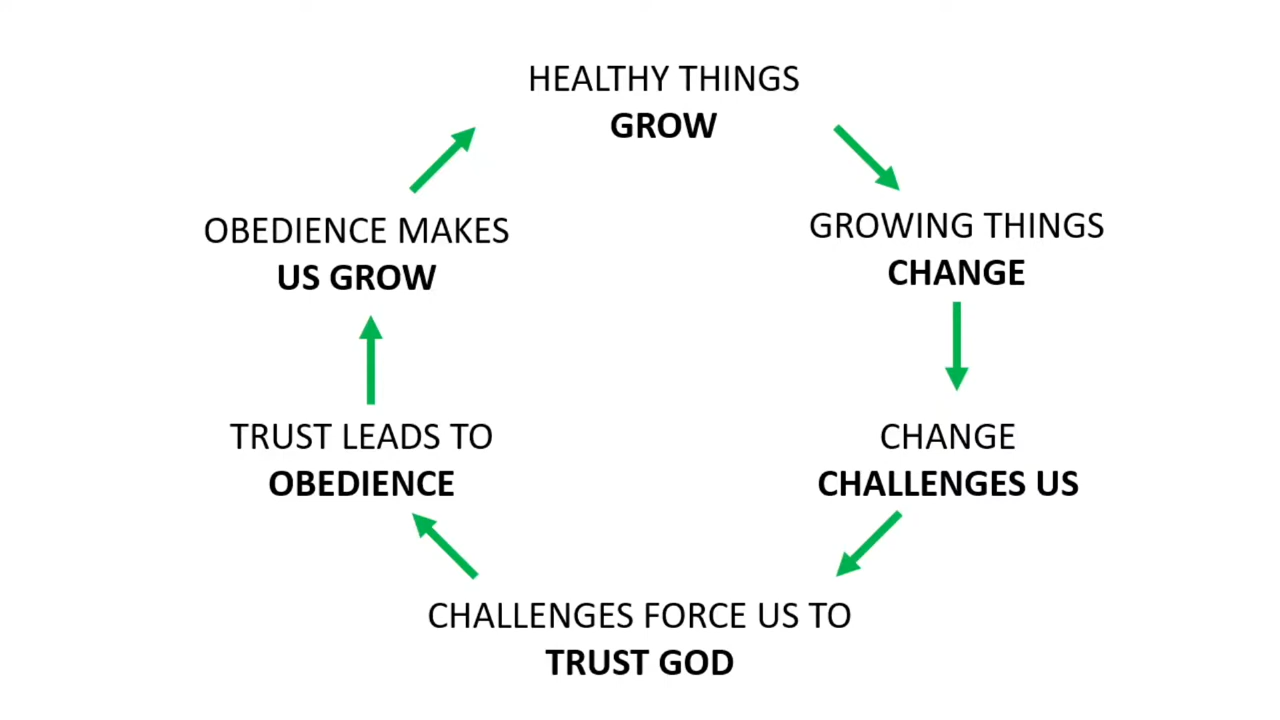 HEALTHY THINGS
GROW
GROWING THINGS
CHANGE
CHANGE
CHALLENGES US
CHALLENGES FORCE US TO
TRUST GOD
TRUST LEADS TO
OBEDIENCE
OBEDIENCE MAKES
US GROW